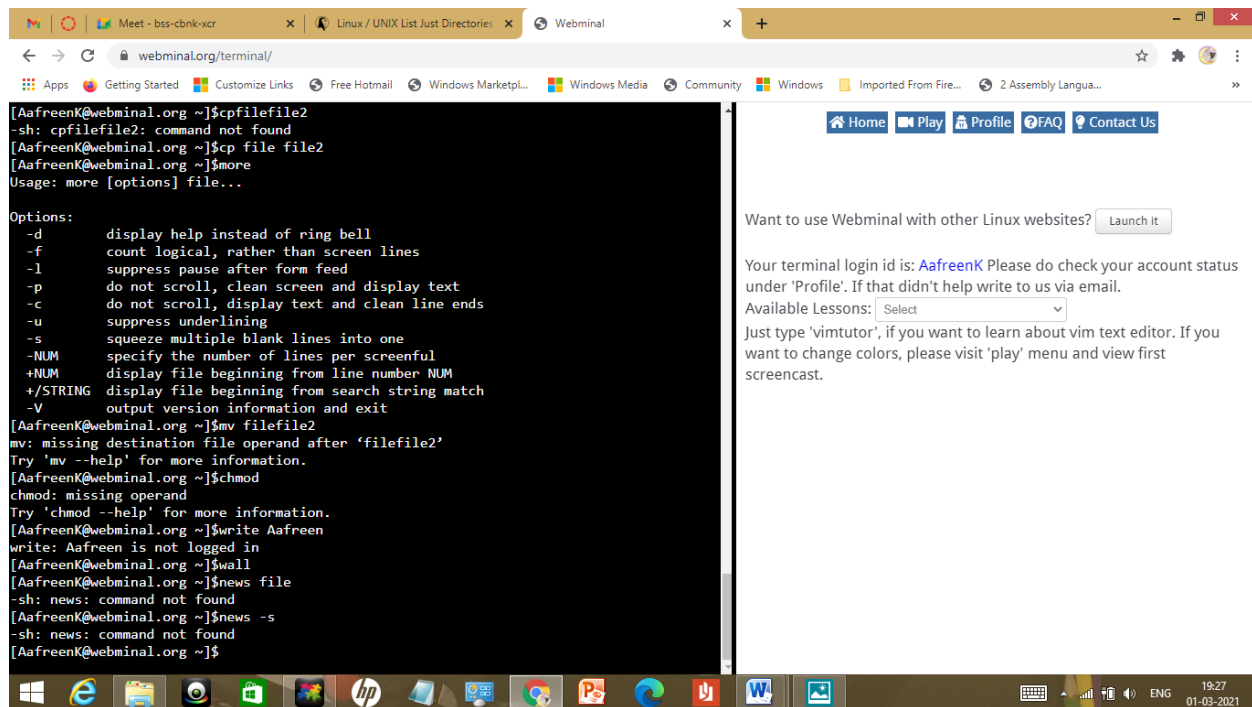 Meet - bss-cbnk-xcr
Linux / UNIX List Just Directories
Webminal
webminal.org/terminal/
Apps Getting Started Customize Links Free Hotmail Windows Marketpl... Windows Media Community Windows Imported From Fire... 2 Assembly Langua... »
[AafreenK@webminal.org ~]$cpfilefile2
-sh: cpfilefile2: command not found
[AafreenK@webminal.org ~]$cp file file2
[AafreenK@webminal.org ~]$more
Usage: more [options] file...
Options:
-d display help instead of ring bell
-f count logical, rather than screen lines
-l suppress pause after form feed
-p do not scroll, clean screen and display text
-c do not scroll, display text and clean line ends
-u suppress underlining
-s squeeze multiple blank lines into one
-NUM specify the number of lines per screenful
+NUM display file beginning from line number NUM
+/STRING display file beginning from search string match
-V output version information and exit
[AafreenK@webminal.org ~]$mv filefile2
mv: missing destination file operand after ‘filefile2’
Try 'mv --help' for more information.
[AafreenK@webminal.org ~]$chmod
chmod: missing operand
Try 'chmod --help' for more information.
[AafreenK@webminal.org ~]$write Aafreen
write: Aafreen is not logged in
[AafreenK@webminal.org ~]$wall
[AafreenK@webminal.org ~]$news file
-sh: news: command not found
[AafreenK@webminal.org ~]$news -s
-sh: news: command not found
[AafreenK@webminal.org ~]$
Home Play Profile FAQ Contact Us
Want to use Webminal with other Linux websites? Launch it
Your terminal login id is: AafreenK Please do check your account status
under 'Profile'. If that didn't help write to us via email.
Available Lessons: Select
Just type 'vimtutor', if you want to learn about vim text editor. If you
want to change colors, please visit 'play' menu and view first
screencast.
ENG
19:27
01-03-2021